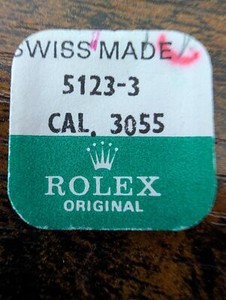 SWISS MADE
5123-3
CAL. 3055
ROLEX
ORIGINAL